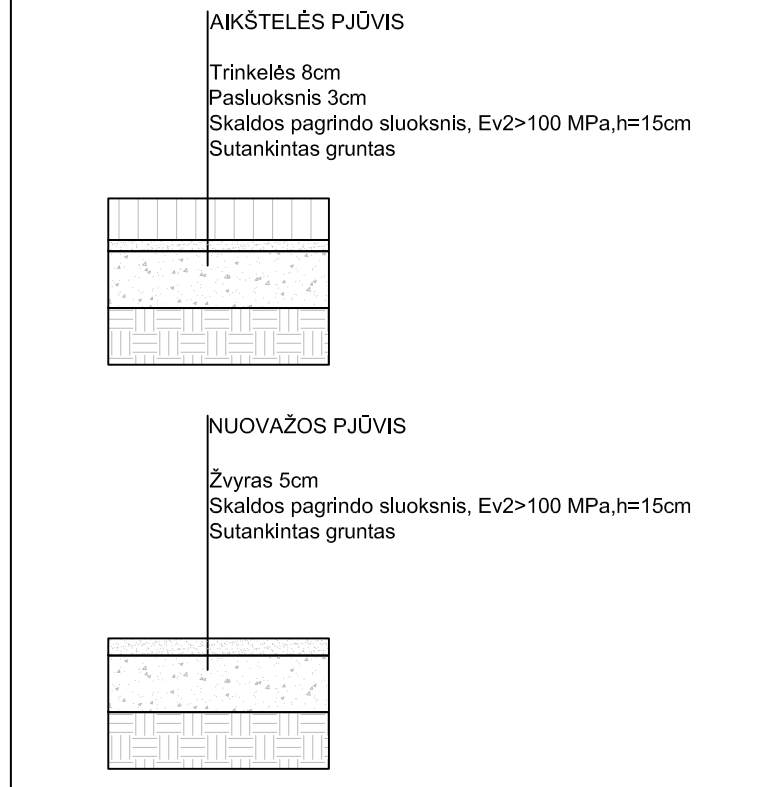 AIKŠTELĖS PJŪVIS
Trinkelės 8cm
Pasluoksnis 3cm
Skaldos pagrindo sluoksnis, Ev2>100 MPa,h=15cm
Sutankintas gruntas
NUOVAŽOS PJŪVIS
Žvyras 5cm
Skaldos pagrindo sluoksnis, Ev2>100 MPa,h=15cm
Sutankintas gruntas